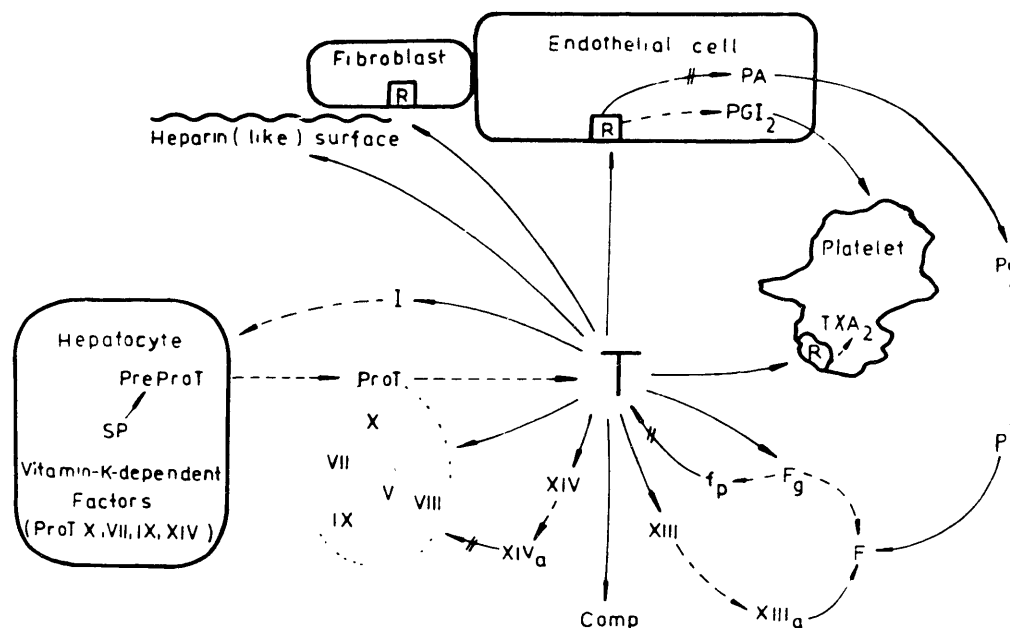 Fibroblast
R
Heparin(like) surface
Endothelial cell
PA
R
PGI2
Platelet
TXA2
R
I
Hepatocyte
PreProT
SP
Vitamin-K-dependent
Factors
(ProT X,VII,IX,XIV)
ProT
T
X
VII
V
VIII
IX
XIV
XIVa
XIII
XIIIa
fp
Fg
F
Comp
P